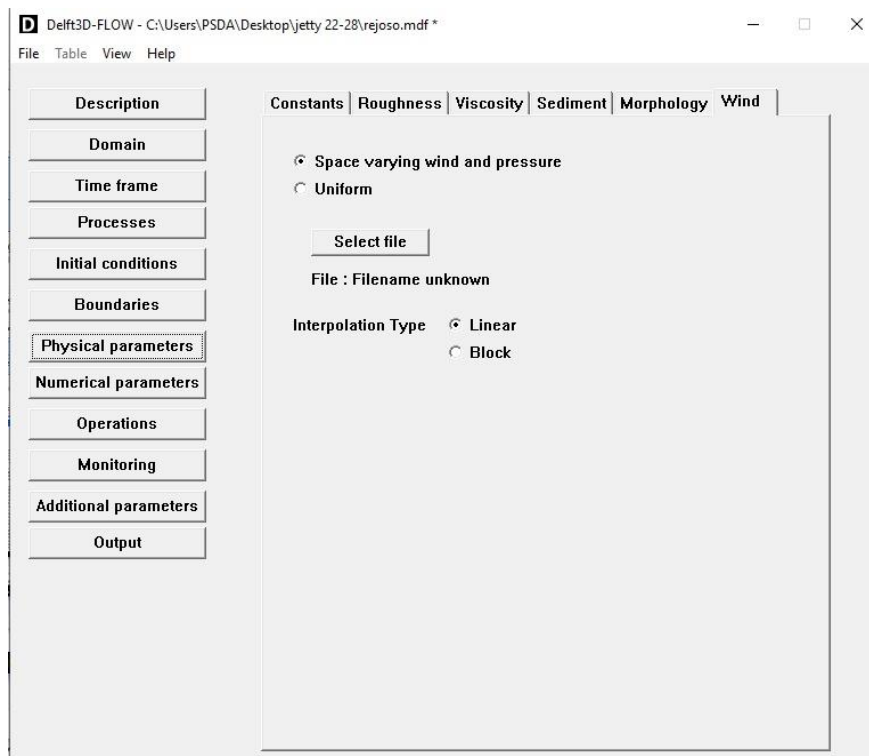 D Delft3D-FLOW - C:\Users\PSDA\Desktop\jetty 22-28\rejoso.mdf *
File Table View Help
Description
Domain
Time frame
Processes
Initial conditions
Boundaries
Physical parameters
Numerical parameters
Operations
Monitoring
Additional parameters
Output
Constants Roughness Viscosity Sediment Morphology Wind
Space varying wind and pressure
Uniform
Select file
File : Filename unknown
Interpolation Type Linear
Block